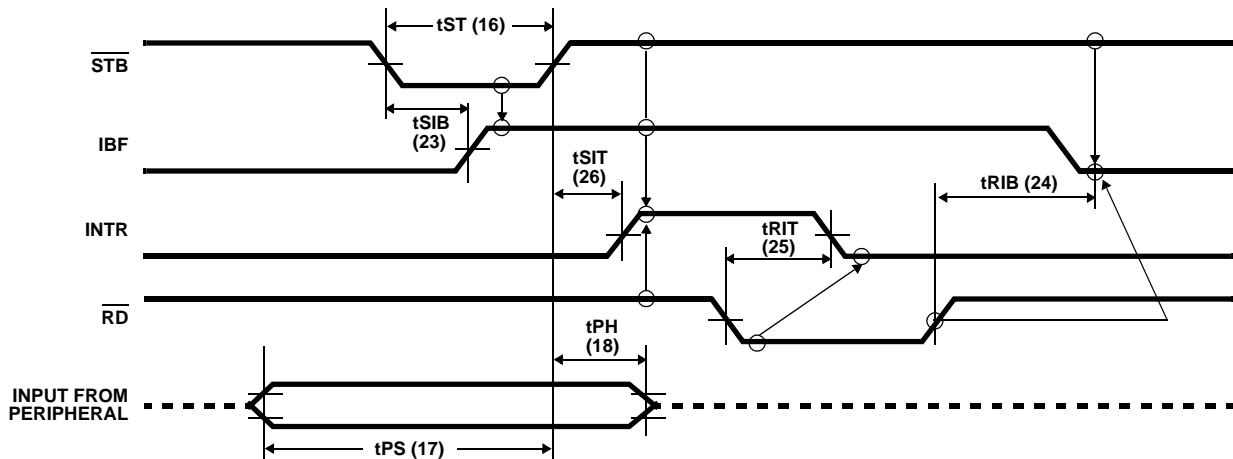 tST (16)
STB
tSIB
(23)
IBF
tSIT
(26)
tRIB (24)
INTR
tRIT
(25)
RD
tPH
(18)
INPUT FROM
PERIPHERAL
tPS (17)